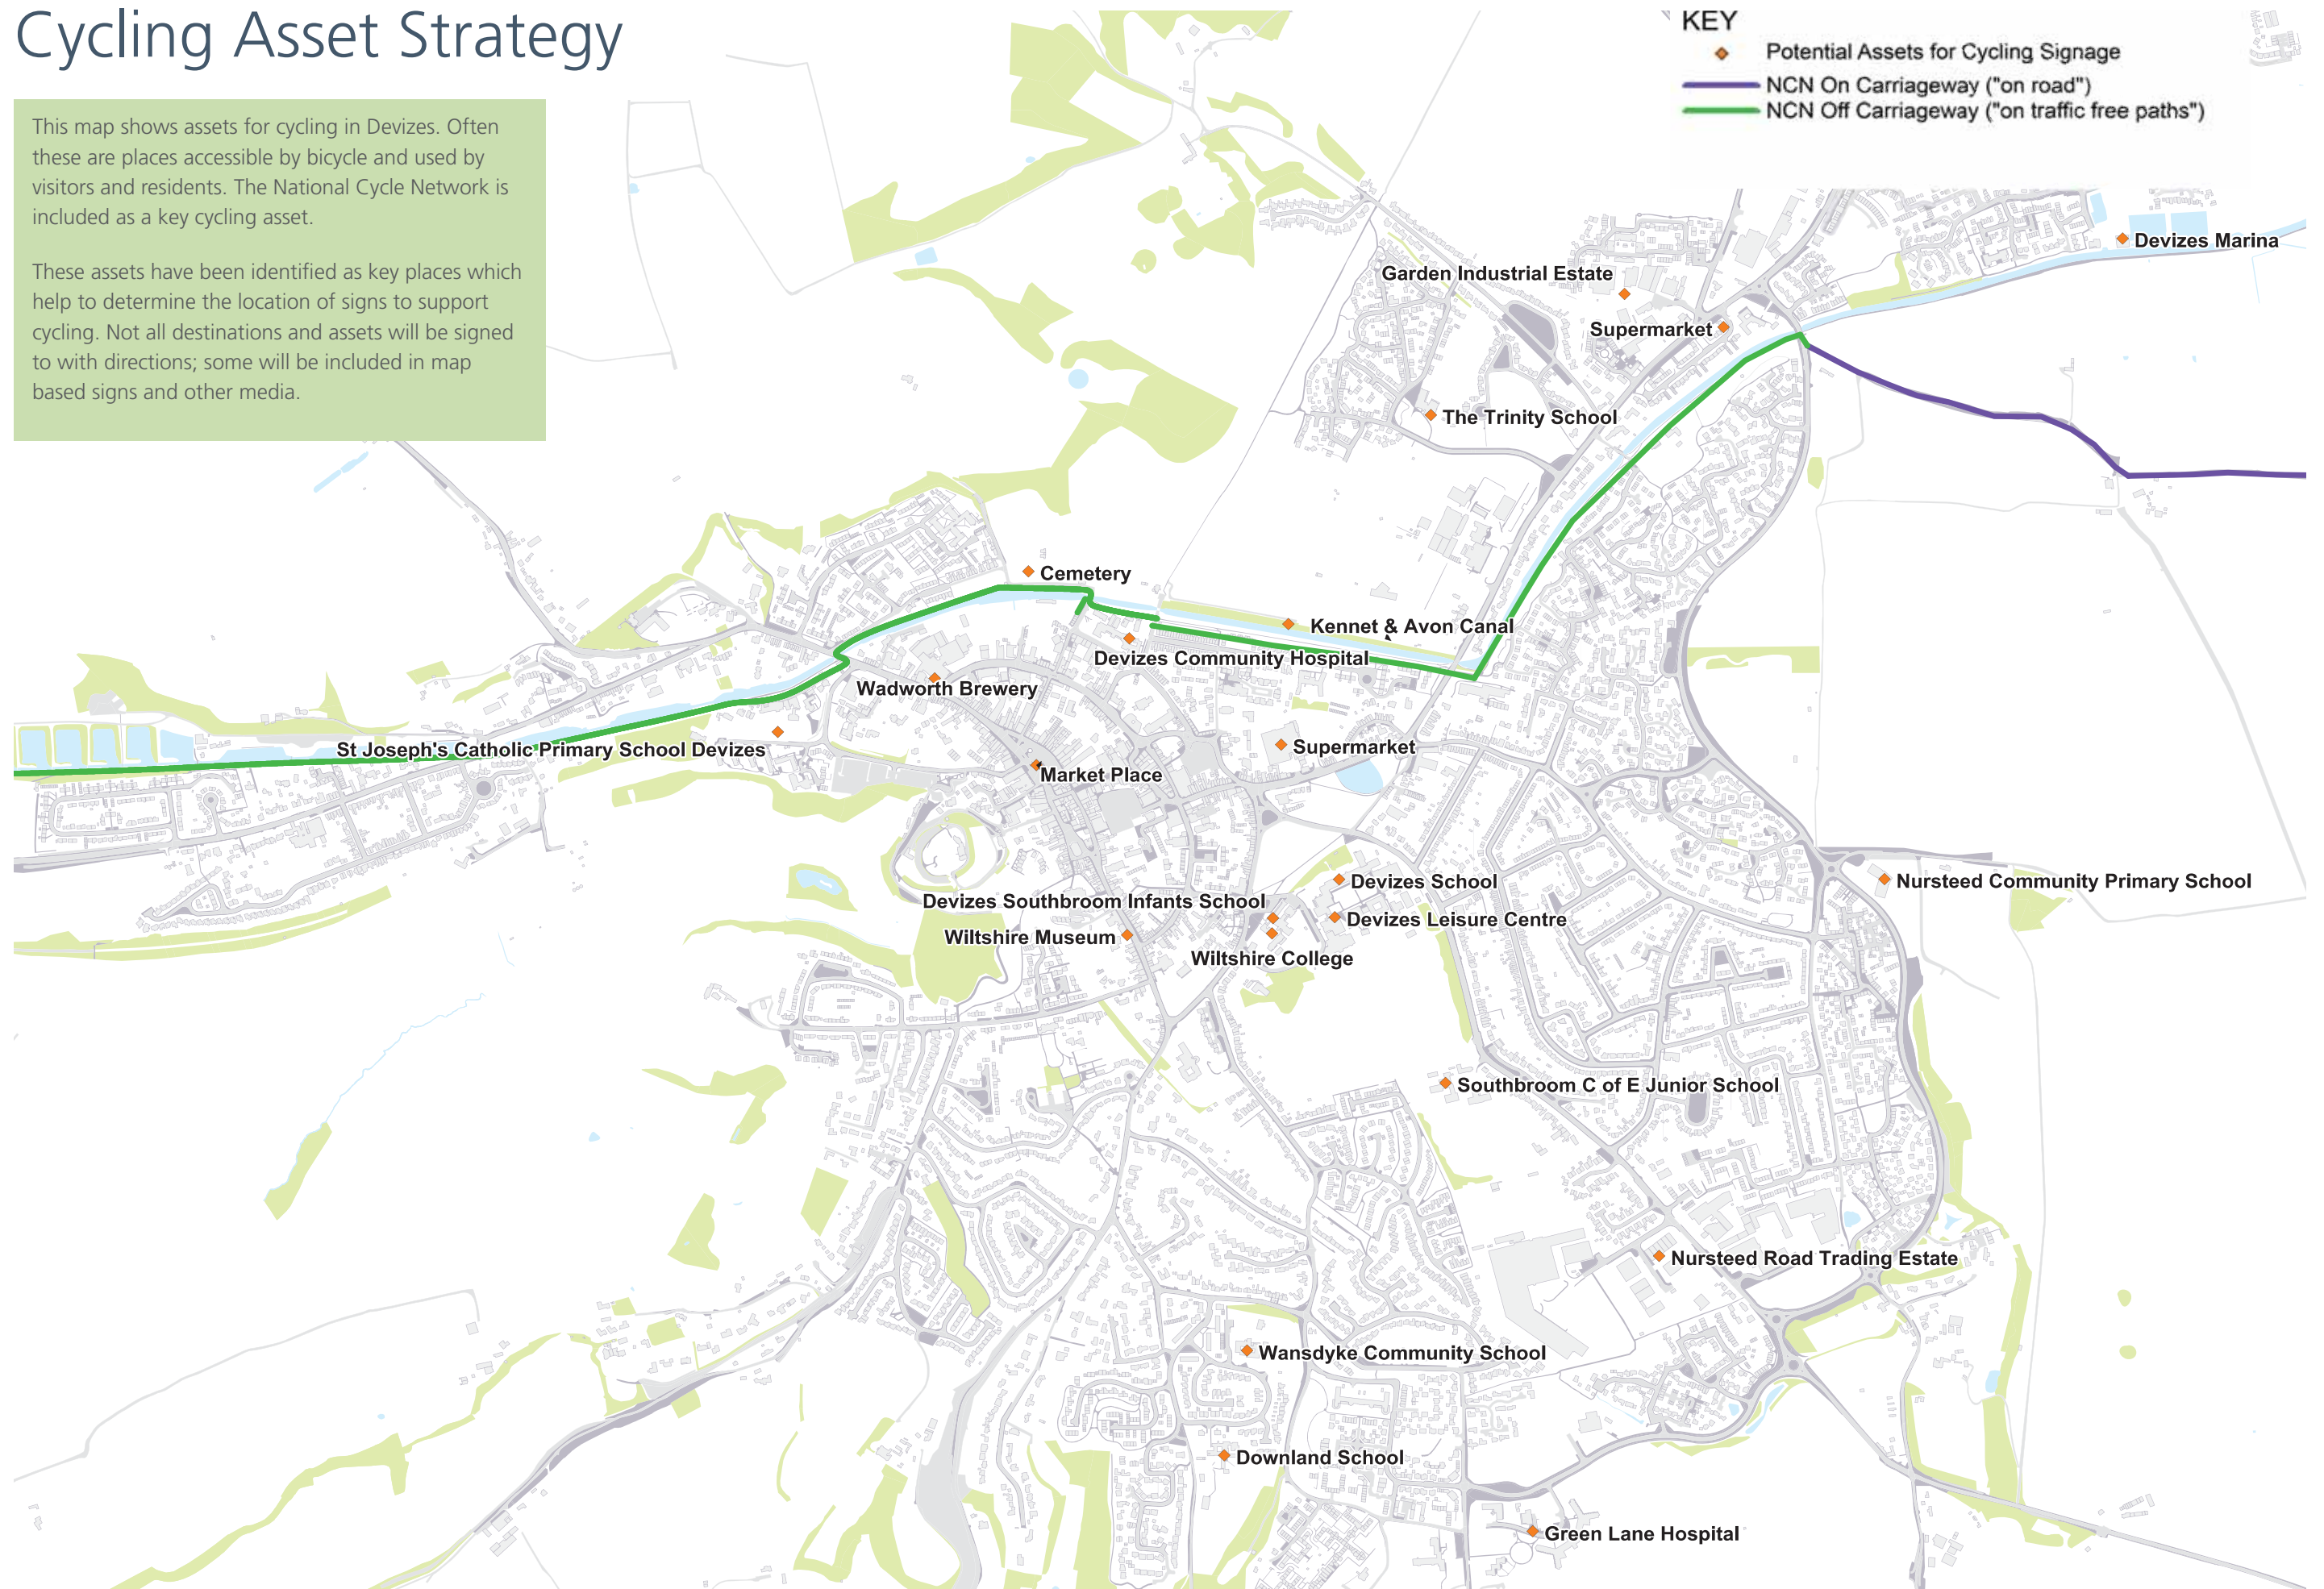 Cycling Asset Strategy
This map shows assets for cycling in Devizes. Often
these are places accessible by bicycle and used by
visitors and residents. The National Cycle Network is
included as a key cycling asset.
These assets have been identified as key places which
help to determine the location of signs to support
cycling. Not all destinations and assets will be signed
to with directions; some will be included in map
based signs and other media.
KEY
Potential Assets for Cycling Signage
NCN On Carriageway ("on road")
NCN Off Carriageway ("on traffic free paths")
Devizes Marina
Garden Industrial Estate
Supermarket
The Trinity School
Cemetery
Kennet & Avon Canal
Devizes Community Hospital
Wadworth Brewery
St Joseph's Catholic Primary School Devizes
Supermarket
Market Place
Devizes School
Nursteed Community Primary School
Devizes Southbroom Infants School
Devizes Leisure Centre
Wiltshire Museum
Wiltshire College
Southbroom C of E Junior School
Nursteed Road Trading Estate
Wansdyke Community School
Downland School
Green Lane Hospital